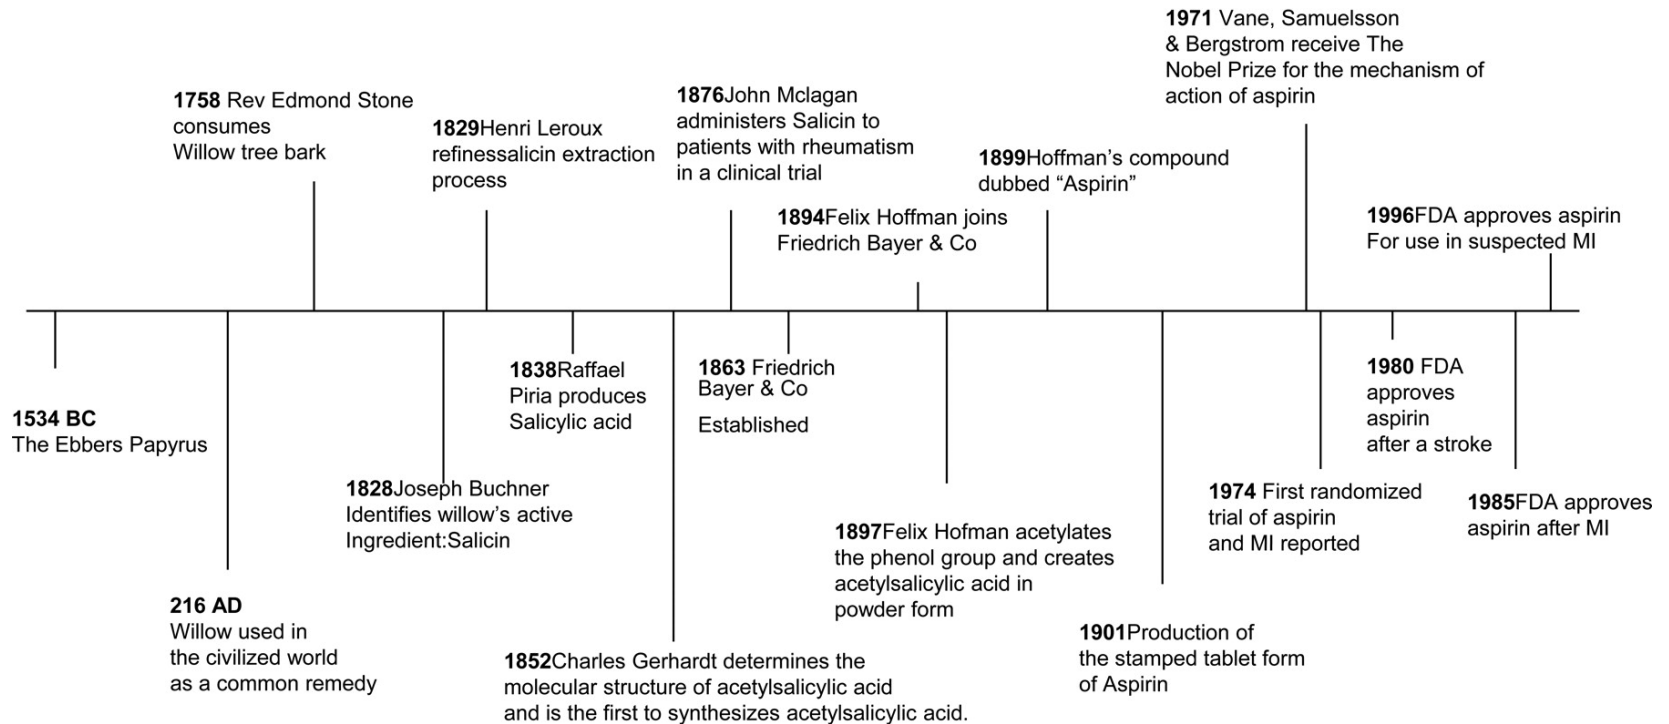 1534 BC
The Ebbers Papyrus
216 AD
Willow used in
the civilized world
as a common remedy
1758 Rev Edmond Stone
consumes
Willow tree bark
1828Joseph Buchner
Identifies willow's active
Ingredient:Salicin
1829Henri Leroux
refinessalicin extraction
process
1838Raffael
Piria produces
Salicylic acid
1852Charles Gerhardt determines the
molecular structure of acetylsalicylic acid
and is the first to synthesizes acetylsalicylic acid.
1876John Mclagan
administers Salicin to
patients with rheumatism
in a clinical trial
1863 Friedrich
Bayer & Co
Established
1894Felix Hoffman joins
Friedrich Bayer & Co
1897Felix Hofman acetylates
the phenol group and creates
acetylsalicylic acid in
powder form
1899Hoffman's compound
dubbed “Aspirin”
1901Production of
the stamped tablet form
of Aspirin
1971 Vane, Samuelsson
& Bergstrom receive The
Nobel Prize for the mechanism of
action of aspirin
1974 First randomized
trial of aspirin
and MI reported
1980 FDA
approves
aspirin
after a stroke
1985FDA approves
aspirin after MI
1996FDA approves aspirin
For use in suspected MI